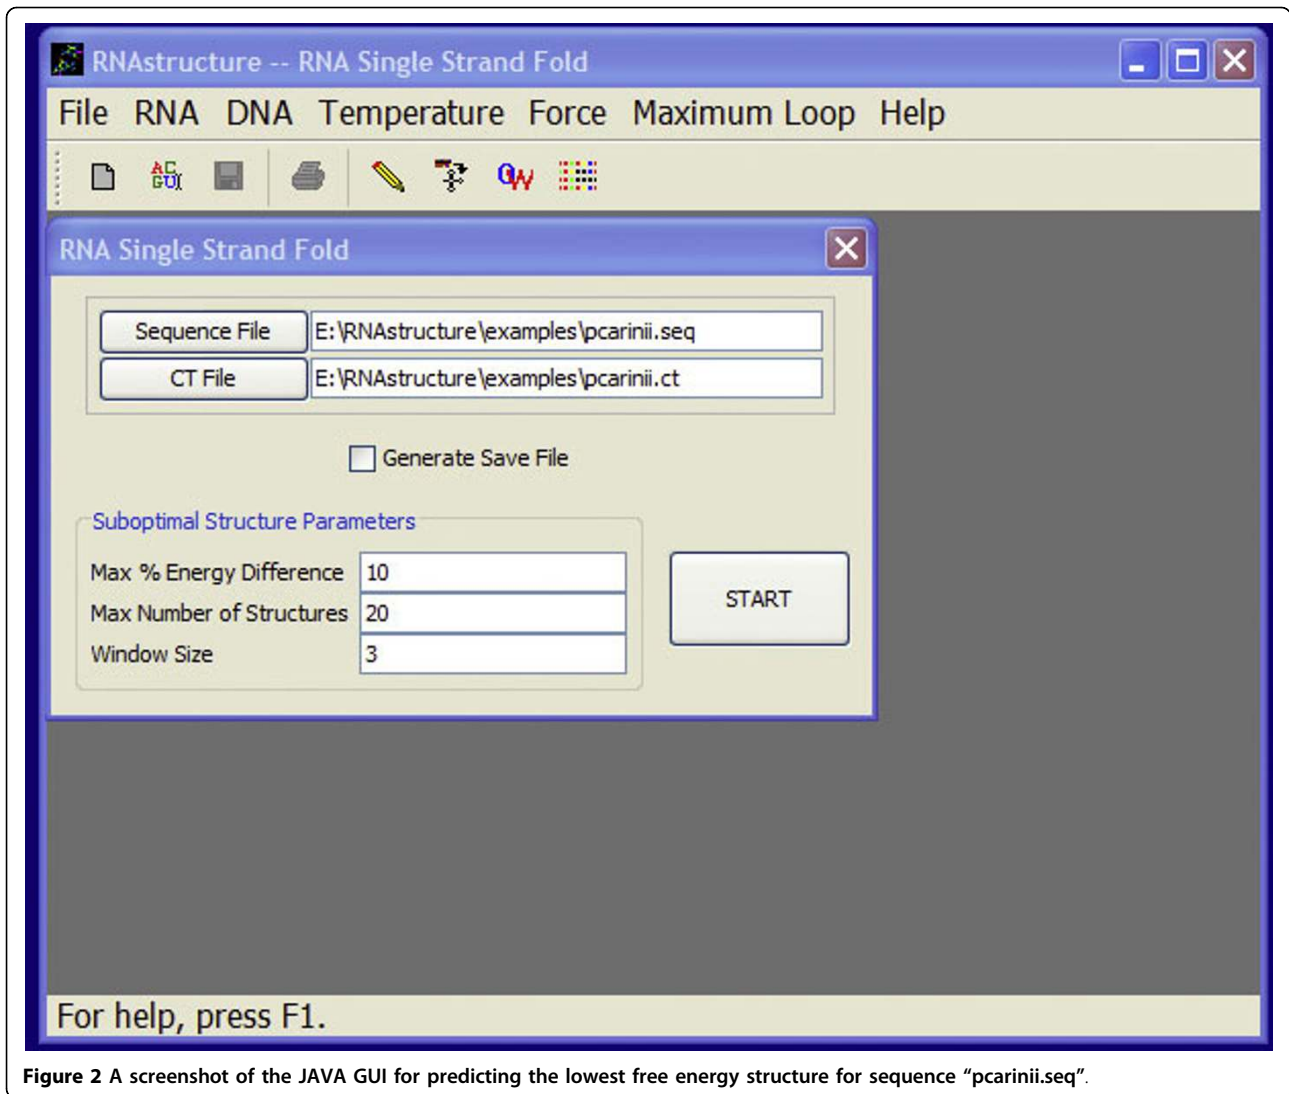 RNAstructure -- RNA Single Strand Fold
File RNA DNA Temperature Force Maximum Loop Help
RNA Single Strand Fold
Sequence File E:\RNAstructure\examples\pcarinii.seq
CT File E:\RNAstructure\examples\pcarinii.ct
Generate Save File
Suboptimal Structure Parameters
Max % Energy Difference 10
Max Number of Structures 20
Window Size 3
START
For help, press F1.
Figure 2 A screenshot of the JAVA GUI for predicting the lowest free energy structure for sequence “pcarinii.seq”.